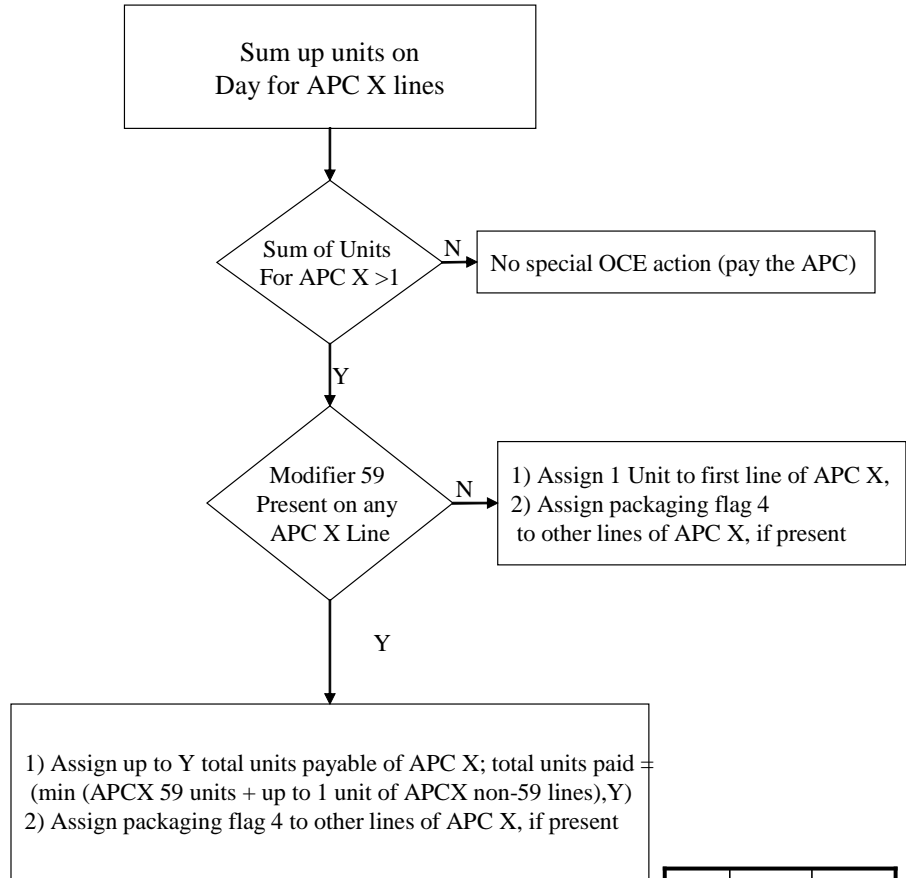 Sum up units on
Day for APC X lines
Sum of Units
For APC X >1
N
No special OCE action (pay the APC)
Y
Modifier 59
Present on any
APC X Line
N
1) Assign 1 Unit to first line of APC X,
2) Assign packaging flag 4
to other lines of APC X, if present
Y
1) Assign up to Y total units payable of APC X; total units paid =
(min (APCX 59 units + up to 1 unit of APCX non-59 lines),Y)
2) Assign packaging flag 4 to other lines of APC X, if present